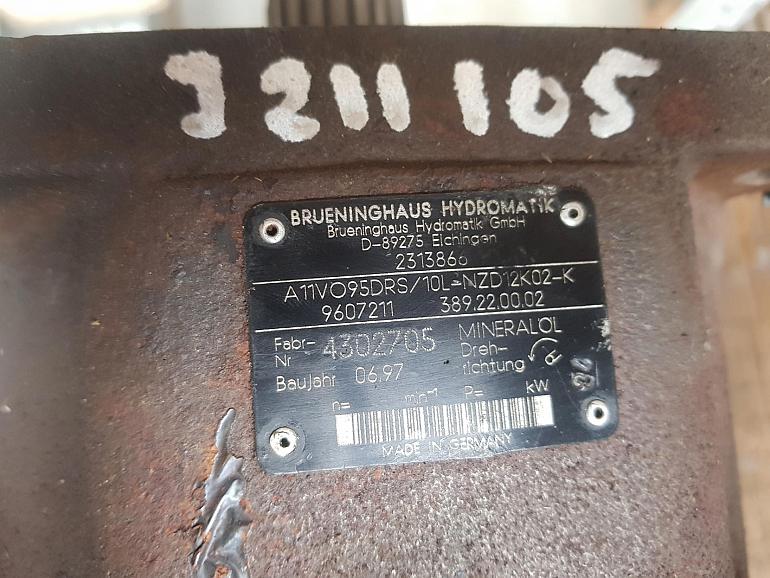 J211105
BRUENINGHAUS HYDROMATIK
Brueninghaus Hydromatik GmbH
D-89275 Elchingen
2313866
A11VO95DRS/10L-NZD12K02-K
9607211 389.22.00.02
Fabr-Nr 4302705 MINERALÖL
Baujahr 06.97 Dreh-richtung
n= min⁻¹ P= kW
MADE IN GERMANY